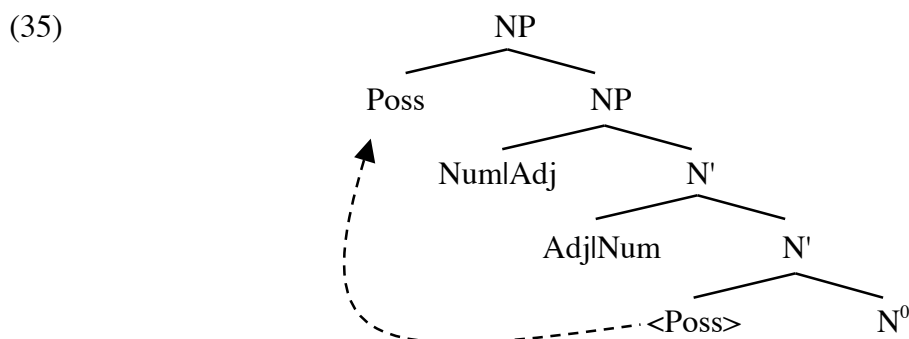 (35) NP
Poss NP
Num|Adj N'
Adj|Num N'
<Poss> N⁰